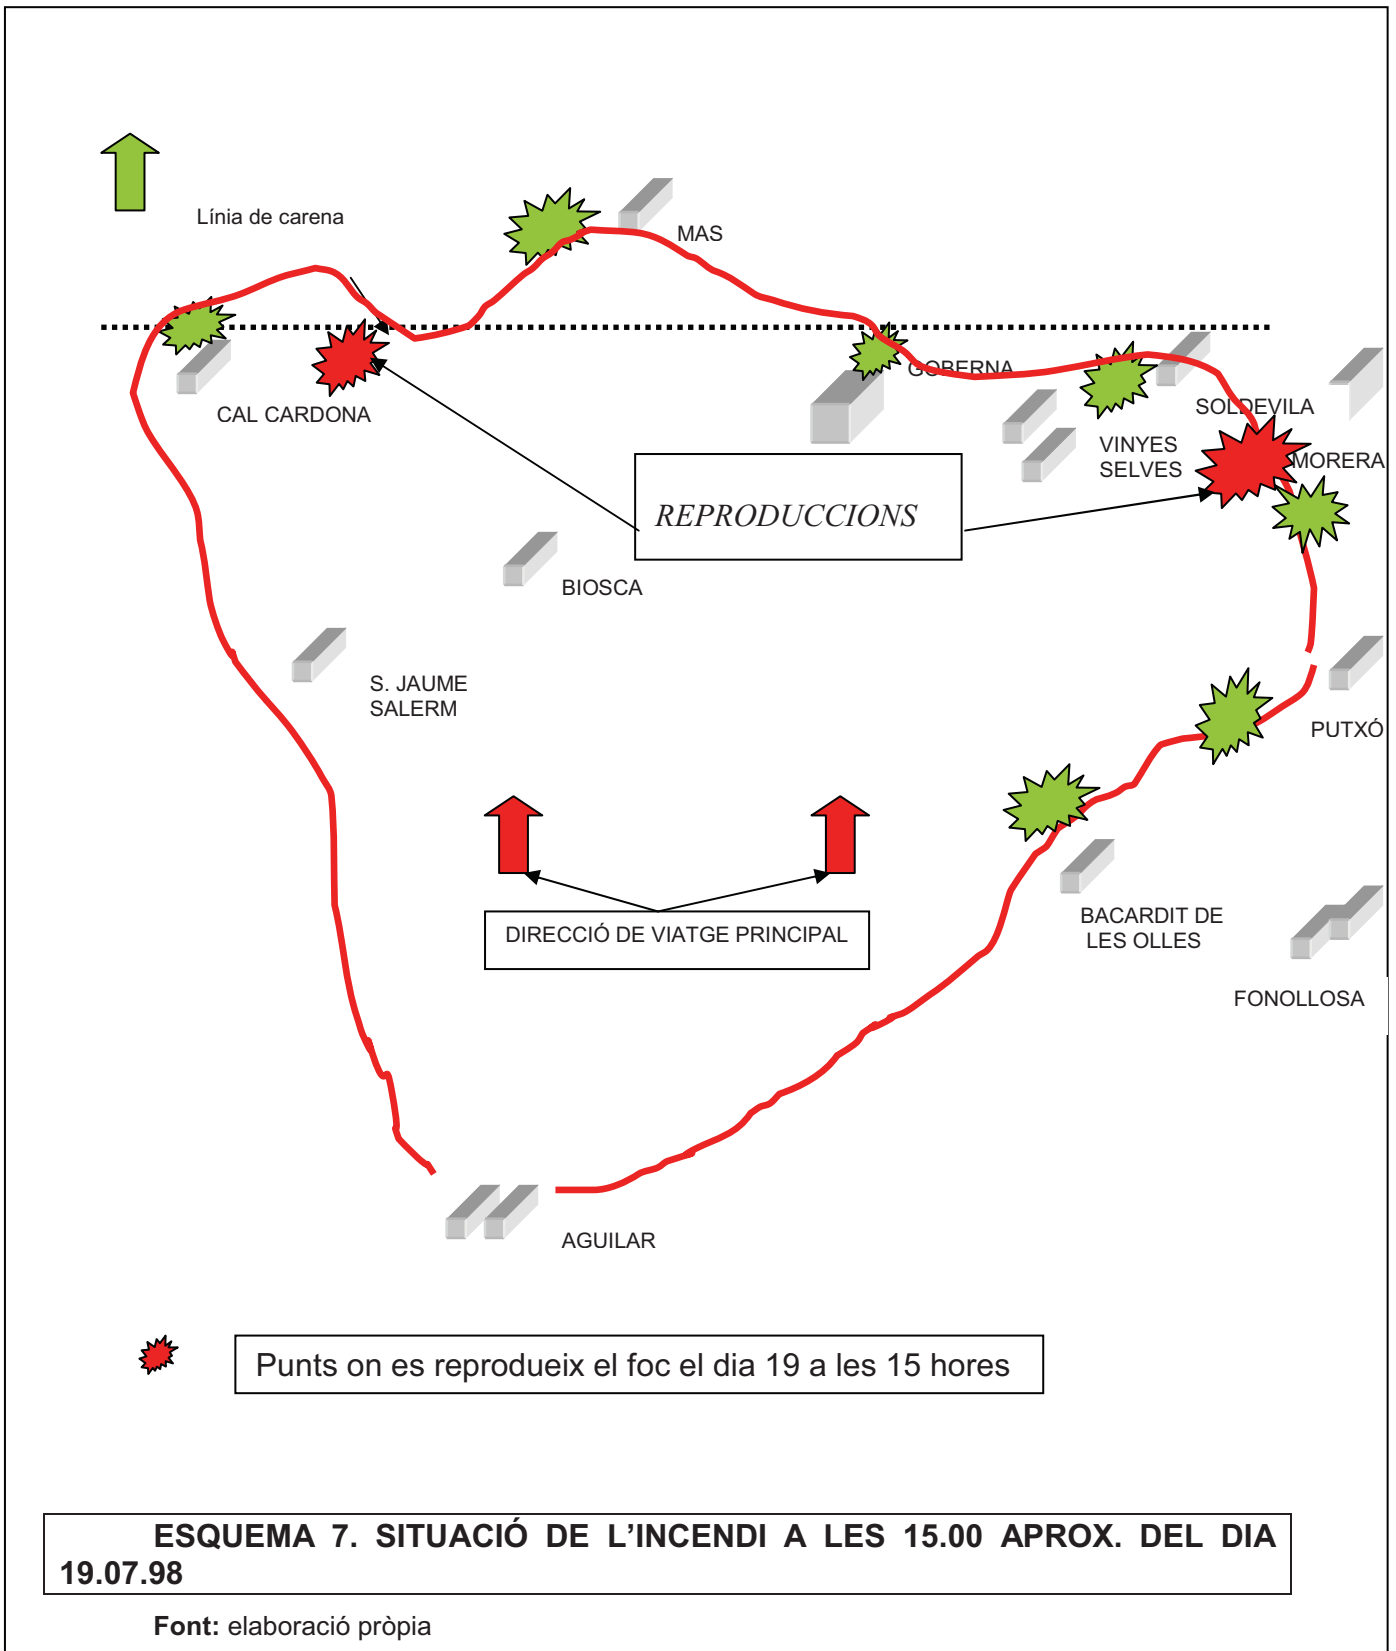 Línia de carena
MAS
GOBERNA
CAL CARDONA
SOLDEVILA
VINYES
SELVES
MORERA
REPRODUCCIONS
BIOSCA
S. JAUME
SALERM
PUTXÓ
BACARDIT DE
LES OLLES
DIRECCIÓ DE VIATGE PRINCIPAL
FONOLLOSA
AGUILAR
Punts on es reprodueix el foc el dia 19 a les 15 hores
ESQUEMA 7. SITUACIÓ DE L'INCENDI A LES 15.00 APROX. DEL DIA
19.07.98
Font: elaboració pròpia